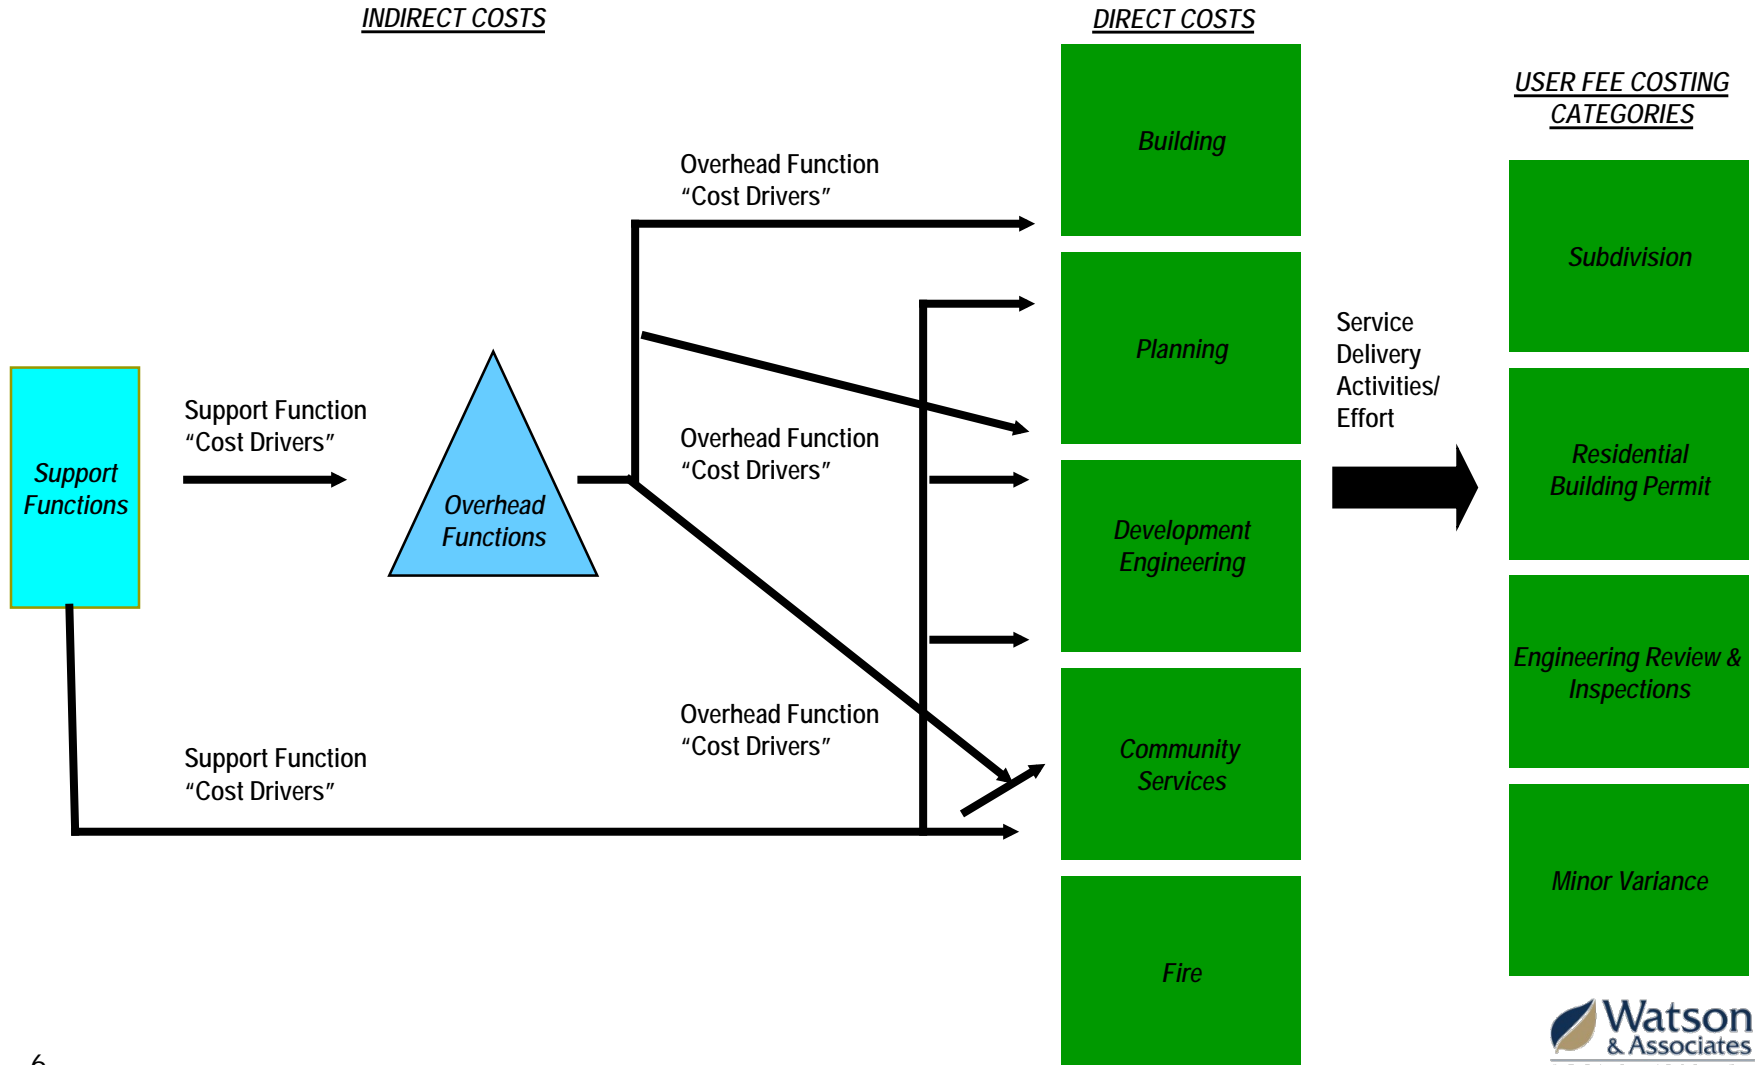 INDIRECT COSTS
DIRECT COSTS
USER FEE COSTING
CATEGORIES
Building
Overhead Function
“Cost Drivers”
Subdivision
Planning
Service
Delivery
Activities/
Effort
Support Function
“Cost Drivers”
Overhead Function
“Cost Drivers”
Support
Functions
Overhead
Functions
Residential
Building Permit
Development
Engineering
Engineering Review &
Inspections
Overhead Function
“Cost Drivers”
Support Function
“Cost Drivers”
Community
Services
Minor Variance
Fire
Watson
& Associates
6